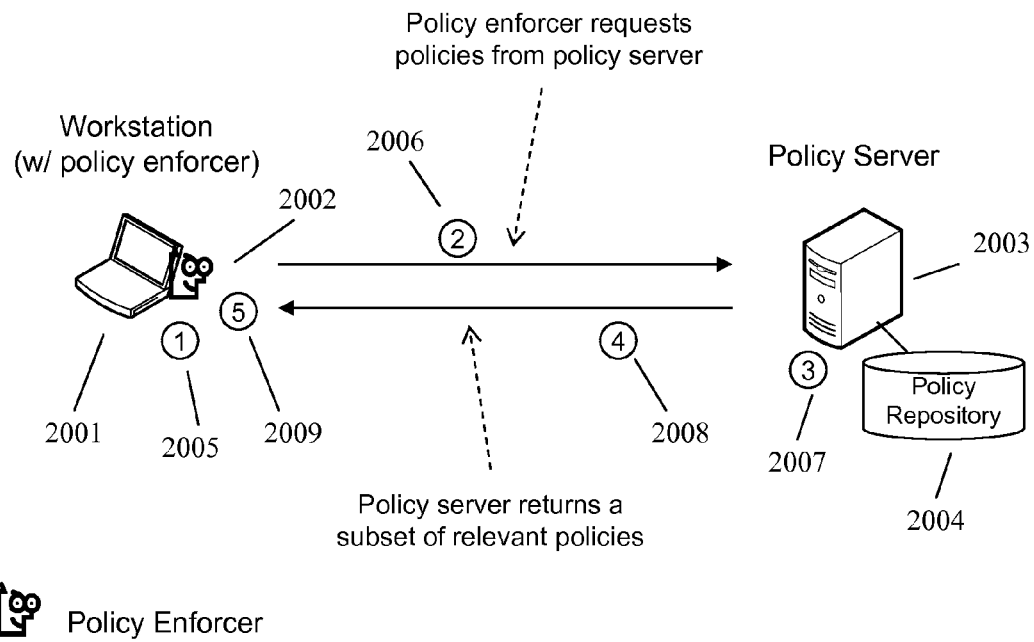 Policy enforcer requests
policies from policy server
Workstation
(w/ policy enforcer)
2006
Policy Server
2002
2
2003
5
1
4
3
Policy
Repository
2001
2005
2009
2008
2007
2004
Policy server returns a
subset of relevant policies
Policy Enforcer